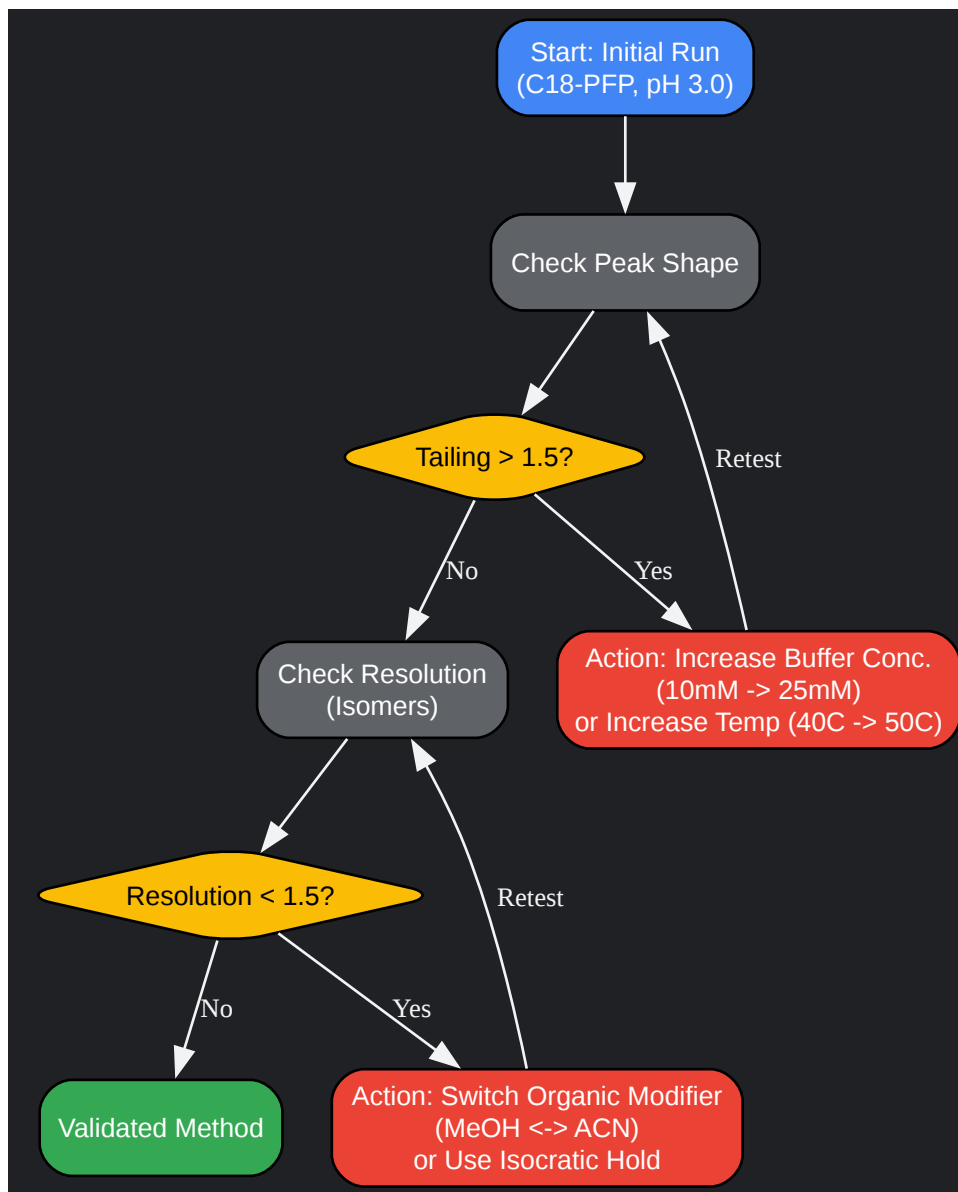 Start: Initial Run
(C18-PFP, pH 3.0)
Check Peak Shape
Tailing > 1.5?
Retest
No
Yes
Action: Increase Buffer Conc.
(10mM -> 25mM)
or Increase Temp (40C -> 50C)
Check Resolution
(Isomers)
Resolution < 1.5?
Retest
No
Yes
Validated Method
Action: Switch Organic Modifier
(MeOH <-> ACN)
or Use Isocratic Hold